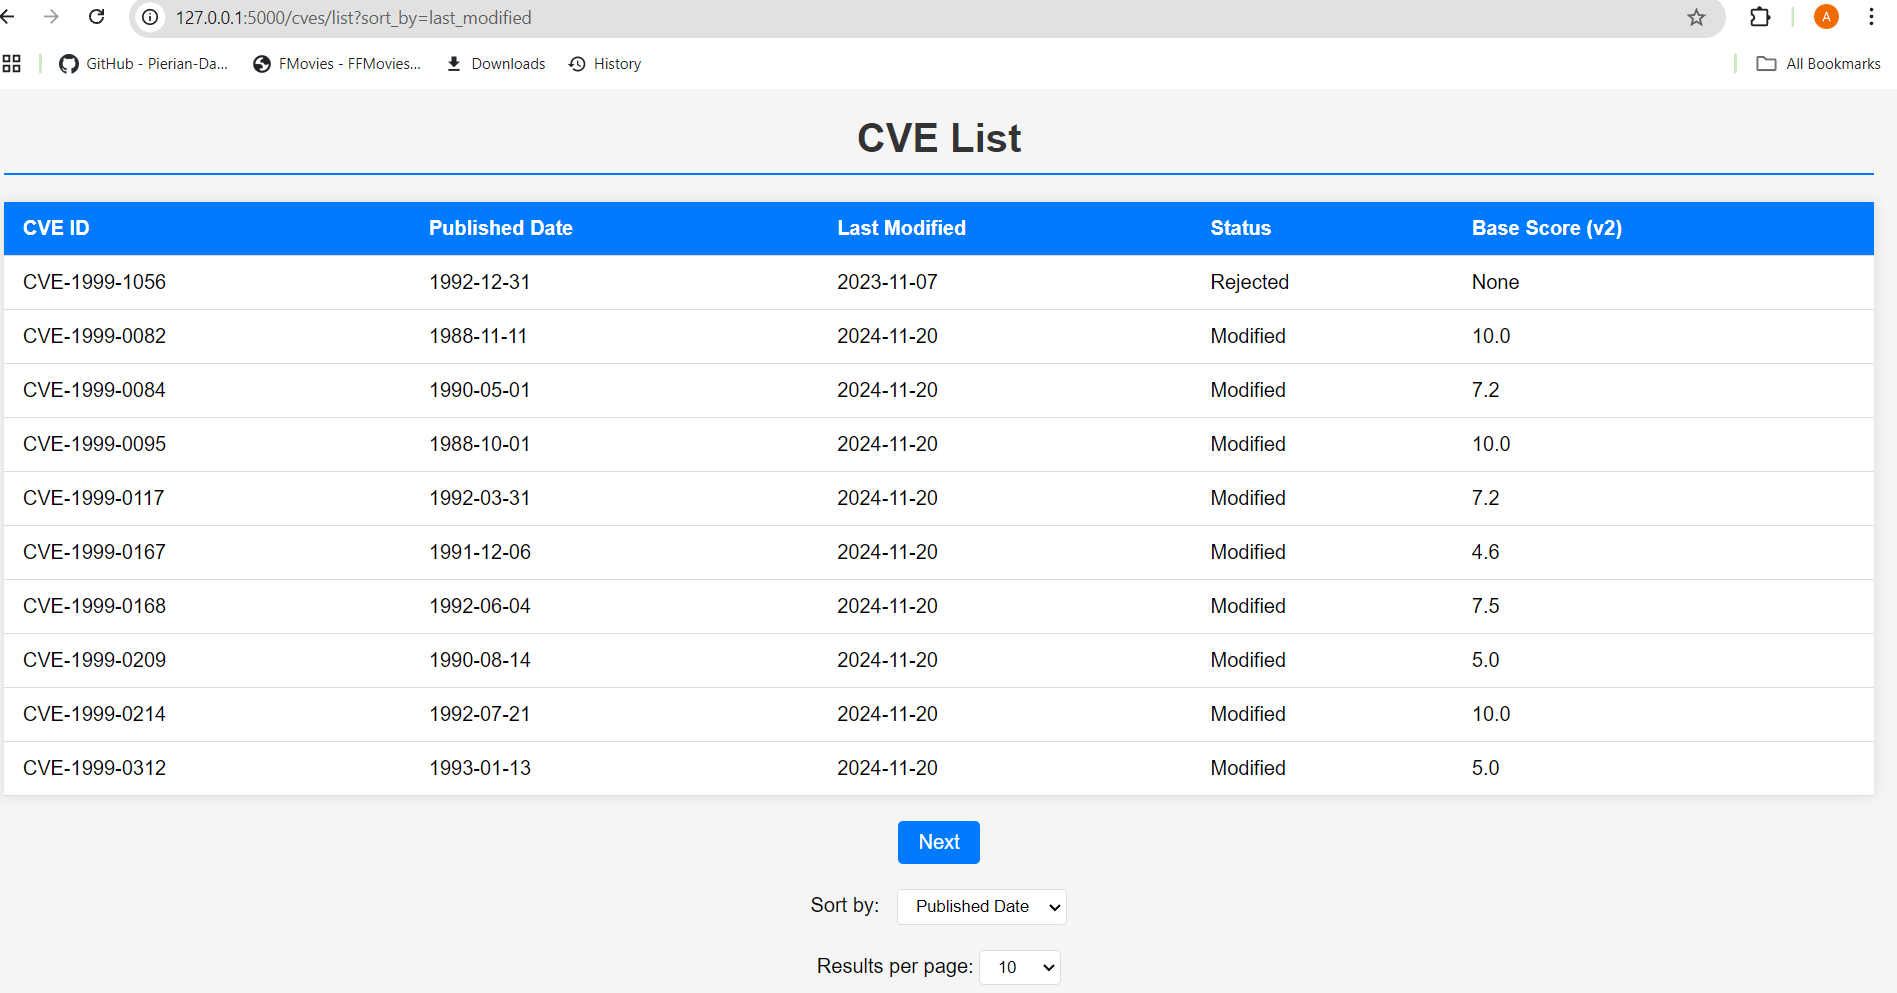 127.0.0.1:5000/cves/list?sort_by=last_modified
A
GitHub - Pierian-Da...
FMovies - FFMovies...
Downloads
History
All Bookmarks
CVE List
CVE ID Published Date Last Modified Status Base Score (v2)
CVE-1999-1056 1992-12-31 2023-11-07 Rejected None
CVE-1999-0082 1988-11-11 2024-11-20 Modified 10.0
CVE-1999-0084 1990-05-01 2024-11-20 Modified 7.2
CVE-1999-0095 1988-10-01 2024-11-20 Modified 10.0
CVE-1999-0117 1992-03-31 2024-11-20 Modified 7.2
CVE-1999-0167 1991-12-06 2024-11-20 Modified 4.6
CVE-1999-0168 1992-06-04 2024-11-20 Modified 7.5
CVE-1999-0209 1990-08-14 2024-11-20 Modified 5.0
CVE-1999-0214 1992-07-21 2024-11-20 Modified 10.0
CVE-1999-0312 1993-01-13 2024-11-20 Modified 5.0
Next
Sort by: Published Date
Results per page: 10